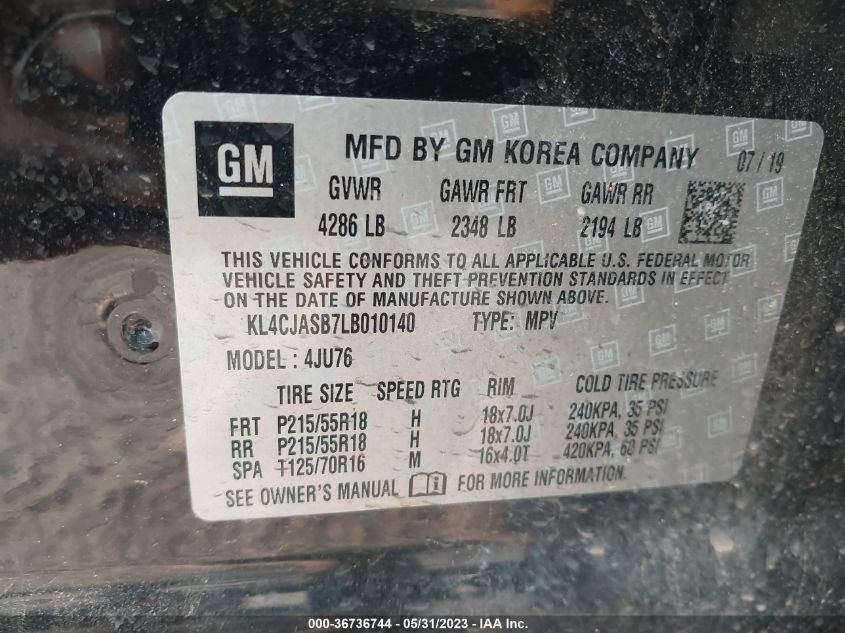 GM
MFD BY GM KOREA COMPANY 07/19
GVWR GAWR FRT GAWR RR
4286 LB 2348 LB 2194 LB
THIS VEHICLE CONFORMS TO ALL APPLICABLE U.S. FEDERAL MOTOR
VEHICLE SAFETY AND THEFT PREVENTION STANDARDS IN EFFECT
ON THE DATE OF MANUFACTURE SHOWN ABOVE.
KL4CJASB7LB010140 TYPE: MPV
MODEL: 4JU76
TIRE SIZE SPEED RTG RIM COLD TIRE PRESSURE
FRT P215/55R18 H 18x7.0J 240KPA, 35 PSI
RR P215/55R18 H 18x7.0J 240KPA, 35 PSI
SPA T125/70R16 M 16x4.0T 420KPA, 60 PSI
SEE OWNER'S MANUAL FOR MORE INFORMATION.
000-36736744 - 05/31/2023 - IAA Inc.